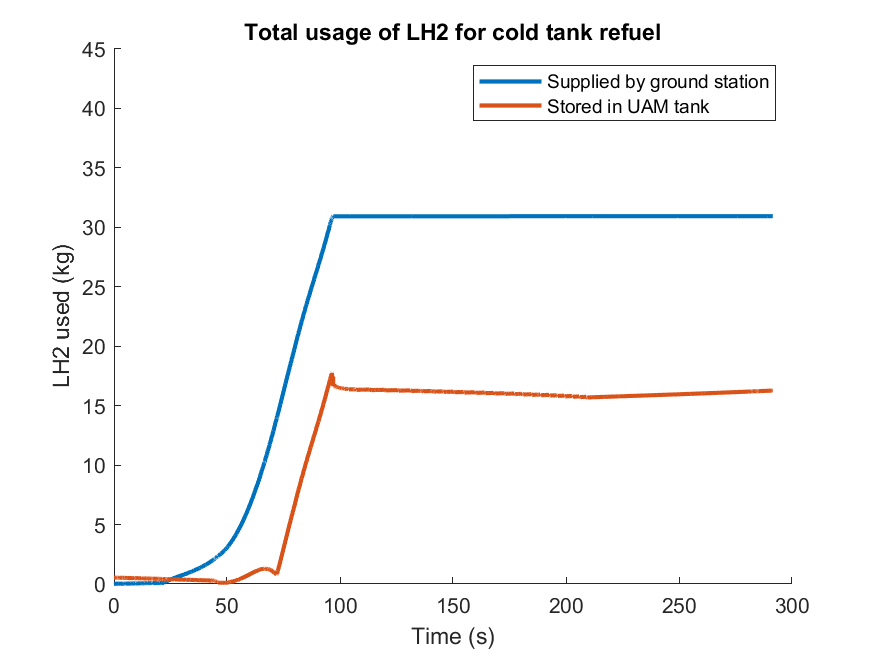 Total usage of LH2 for cold tank refuel
Supplied by ground station
Stored in UAM tank
LH2 used (kg)
45
40
35
30
25
20
15
10
5
0
0 50 100 150 200 250 300
Time (s)